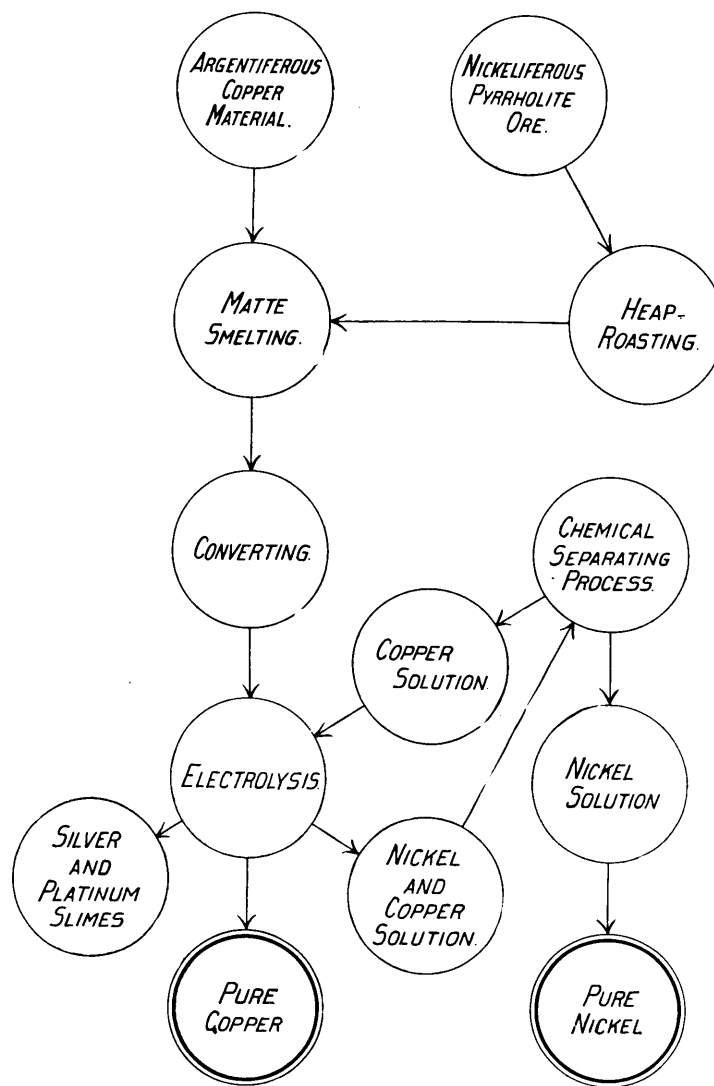 ARGENTIFEROUS
COPPER
MATERIAL.
NICKELIFEROUS
PYRRHOLITE
ORE.
MATTE
SMELTING.
HEAP-
ROASTING.
CONVERTING.
CHEMICAL
SEPARATING
PROCESS.
COPPER
SOLUTION.
ELECTROLYSIS.
NICKEL
SOLUTION
SILVER
AND
PLATINUM
SLIMES
NICKEL
AND
COPPER
SOLUTION.
PURE
COPPER
PURE
NICKEL